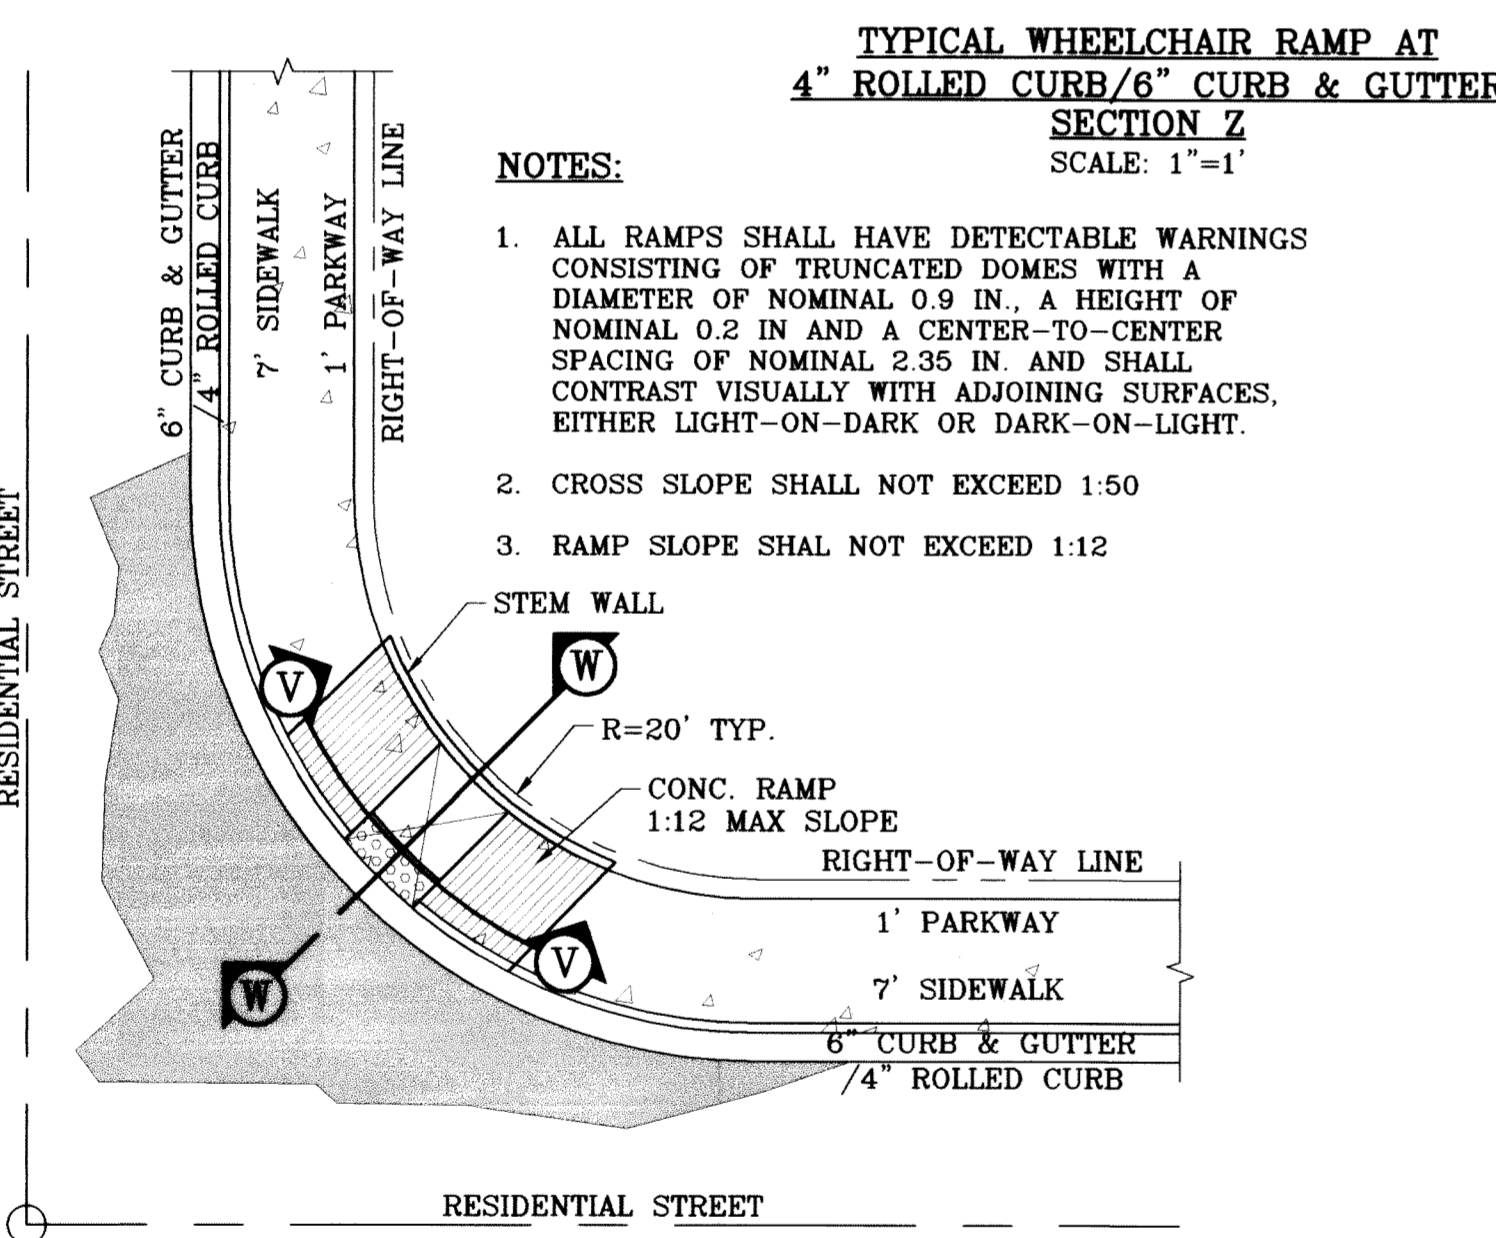 TYPICAL WHEELCHAIR RAMP AT
4" ROLLED CURB/6" CURB & GUTTER
SECTION Z
SCALE: 1"=1'
NOTES:
1. ALL RAMPS SHALL HAVE DETECTABLE WARNINGS
CONSISTING OF TRUNCATED DOMES WITH A
DIAMETER OF NOMINAL 0.9 IN., A HEIGHT OF
NOMINAL 0.2 IN AND A CENTER-TO-CENTER
SPACING OF NOMINAL 2.35 IN. AND SHALL
CONTRAST VISUALLY WITH ADJOINING SURFACES,
EITHER LIGHT-ON-DARK OR DARK-ON-LIGHT.
2. CROSS SLOPE SHALL NOT EXCEED 1:50
3. RAMP SLOPE SHAL NOT EXCEED 1:12
6" CURB & GUTTER
/4" ROLLED CURB
7' SIDEWALK
1' PARKWAY
RIGHT-OF-WAY LINE
RESIDENTIAL STREET
STEM WALL
W
V
R=20' TYP.
CONC. RAMP
1:12 MAX SLOPE
RIGHT-OF-WAY LINE
1' PARKWAY
V
7' SIDEWALK
W
6" CURB & GUTTER
/4" ROLLED CURB
RESIDENTIAL STREET